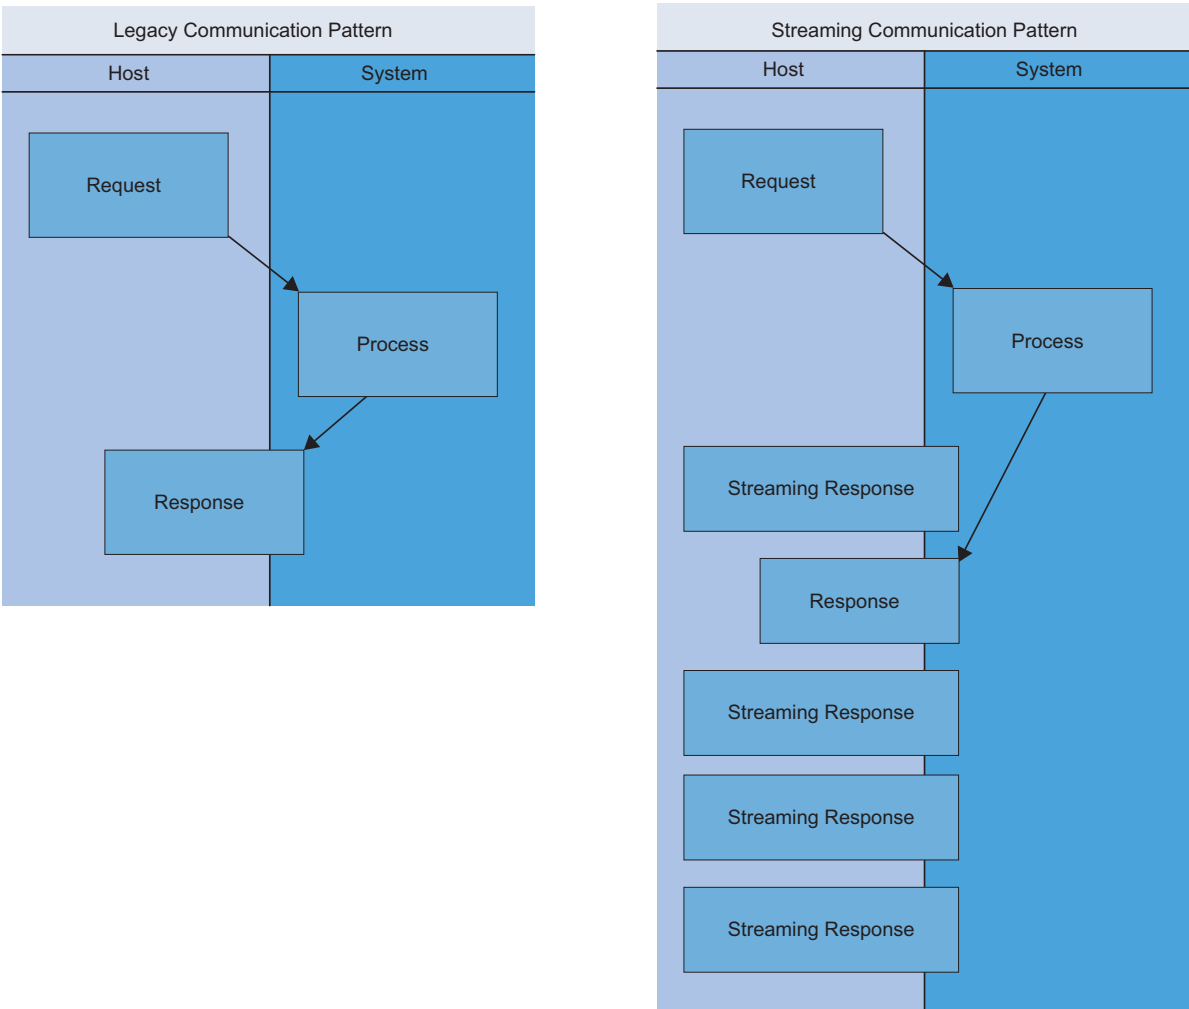 Legacy Communication Pattern
Host
System
Request
Process
Response
Streaming Communication Pattern
Host
System
Request
Process
Streaming Response
Response
Streaming Response
Streaming Response
Streaming Response